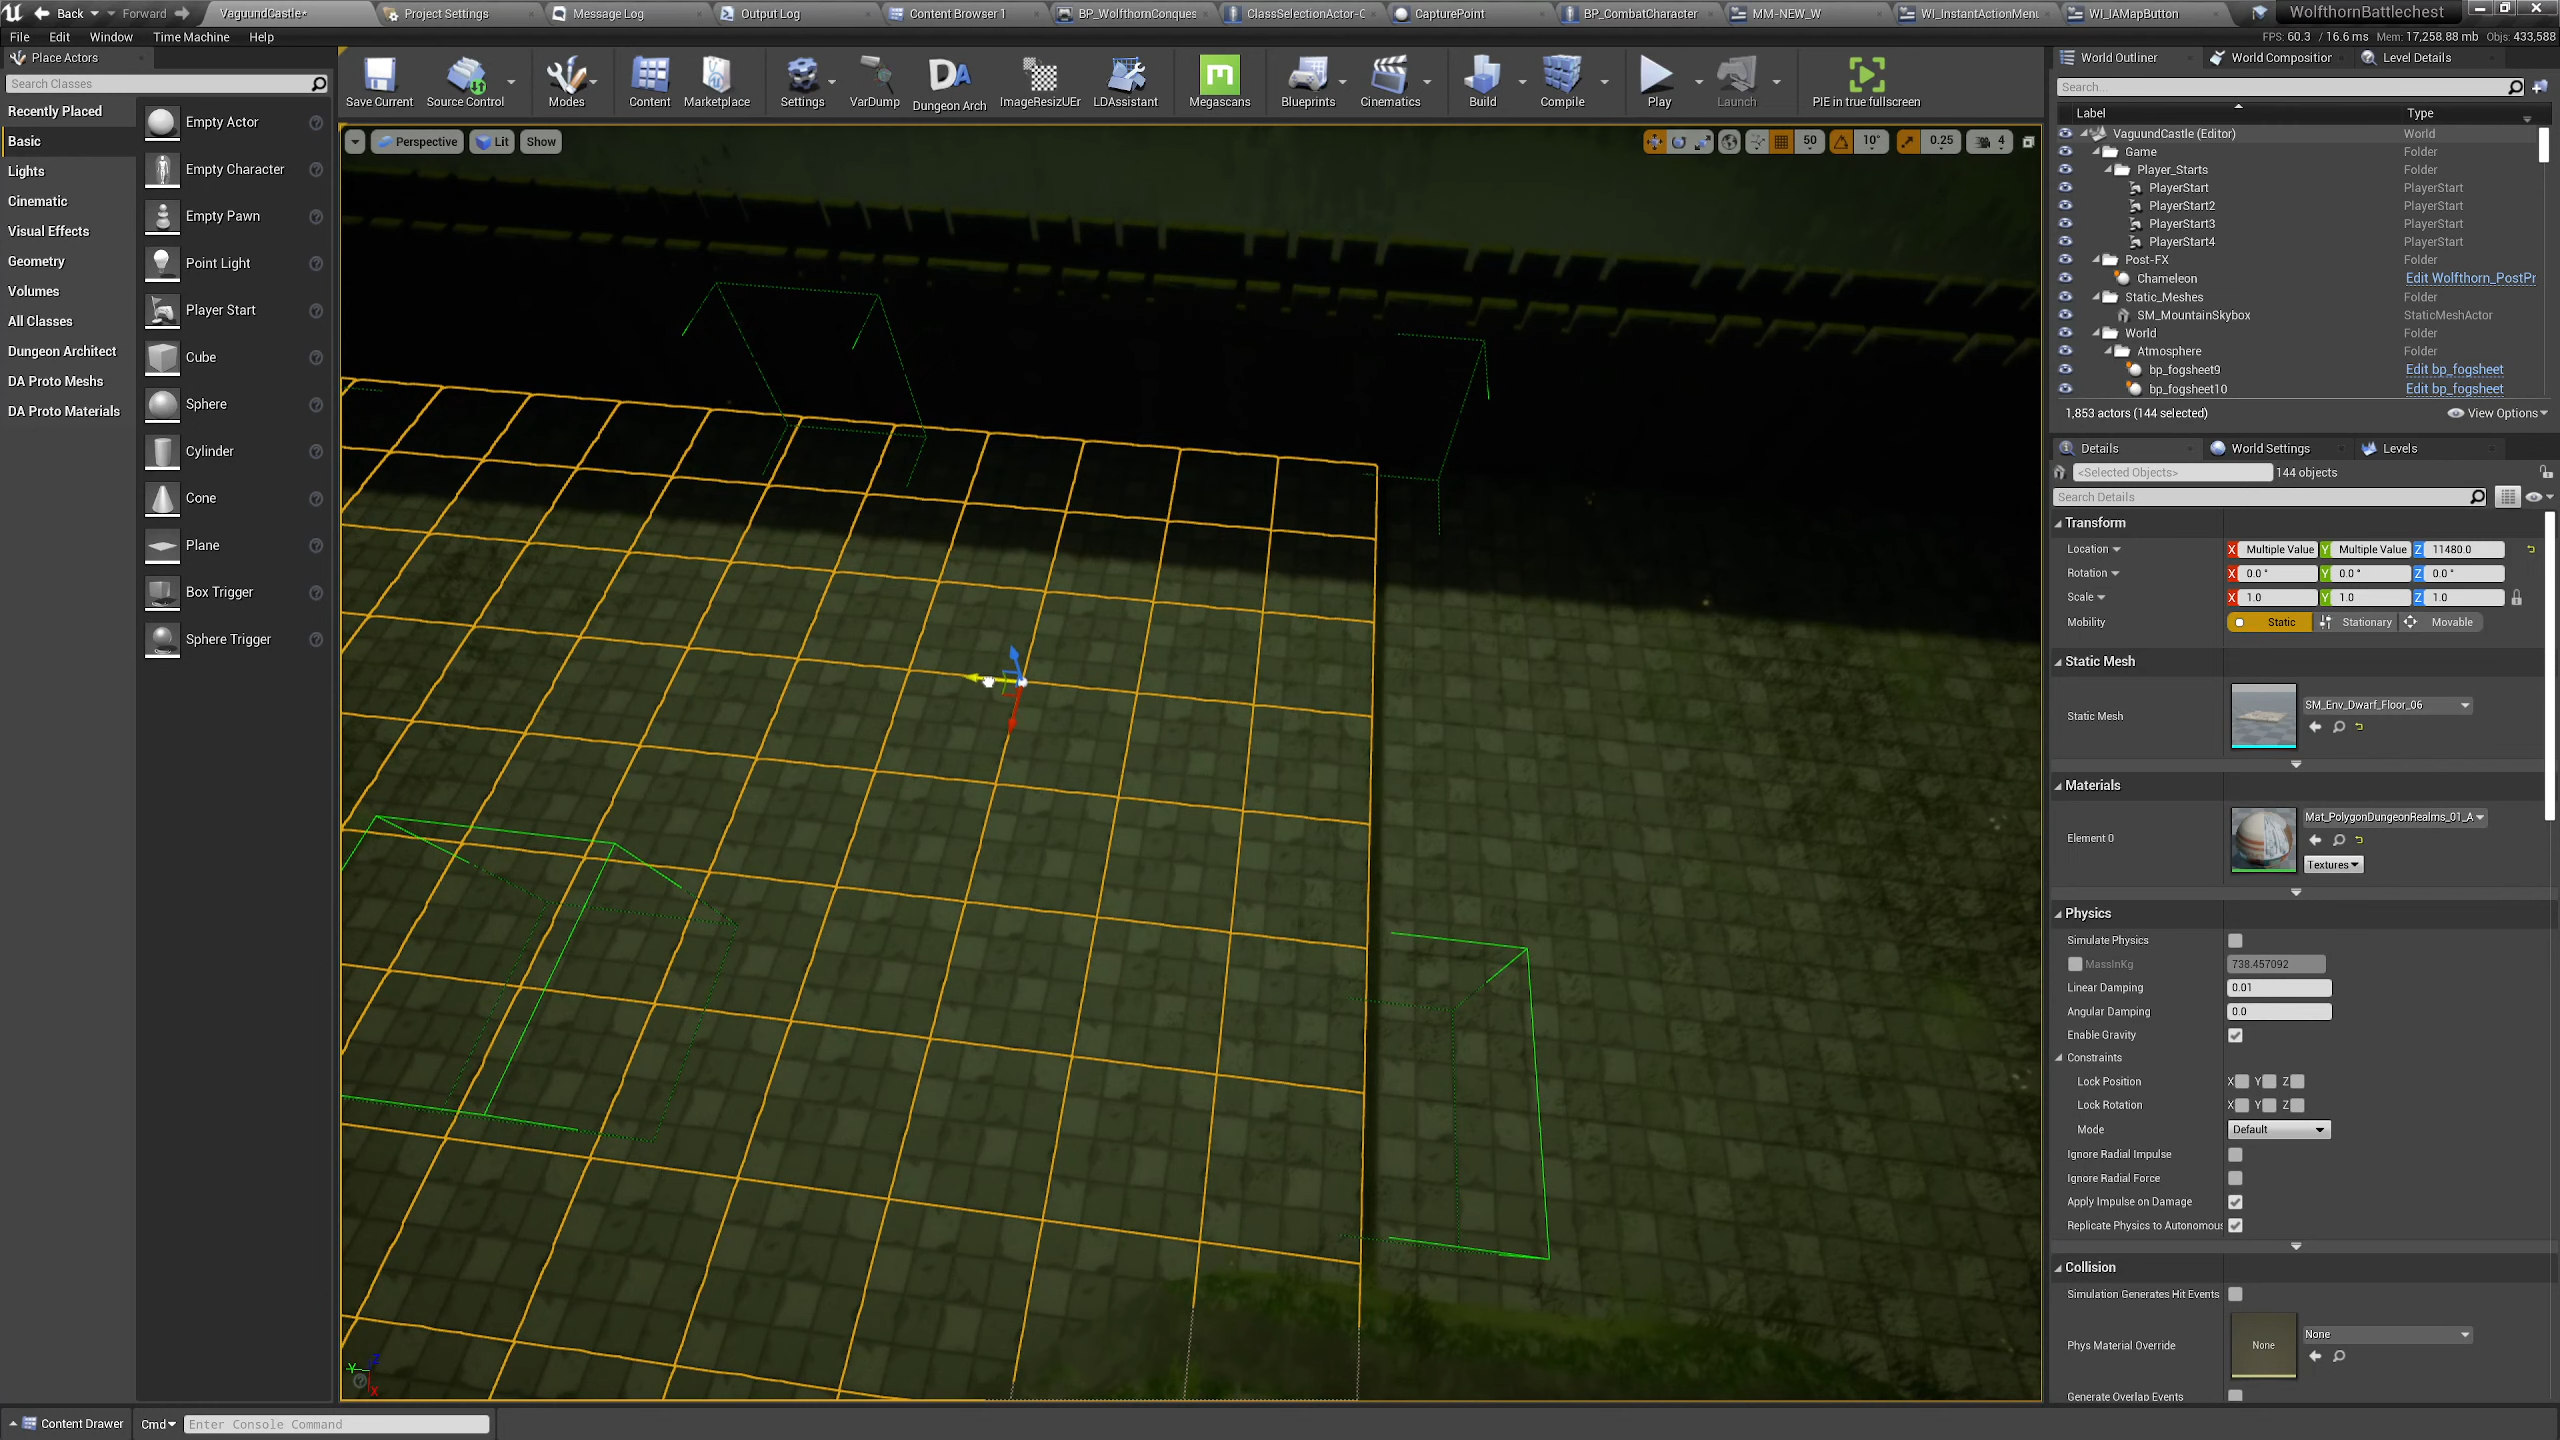 Back Forward VaguundCastle* Project Settings Message Log Output Log Content Browser 1 BP_WolfthornConques ClassSelectionActor-C CapturePoint BP_CombatCharacter MM-NEW_W WI_InstantActionMenu WI_IAMapButton WolfthornBattlechest
File Edit Window Time Machine Help
FPS: 60.3 / 16.6 ms Mem: 17,258.88 mb Objs: 433,588
Place Actors
Search Classes
Recently Placed
Basic
Lights
Cinematic
Visual Effects
Geometry
Volumes
All Classes
Dungeon Architect
DA Proto Meshs
DA Proto Materials
Empty Actor
Empty Character
Empty Pawn
Point Light
Player Start
Cube
Sphere
Cylinder
Cone
Plane
Box Trigger
Sphere Trigger
Save Current Source Control Modes Content Marketplace Settings VarDump Dungeon Arch ImageResizUEr LDAssistant Megascans Blueprints Cinematics Build Compile Play Launch PIE in true fullscreen
Perspective Lit Show 50 10° 0.25 4
World Outliner World Composition Level Details
Search...
Label Type
VaguundCastle (Editor) World
Game Folder
Player_Starts Folder
PlayerStart PlayerStart
PlayerStart2 PlayerStart
PlayerStart3 PlayerStart
PlayerStart4 PlayerStart
Post-FX Folder
Chameleon Edit Wolfthorn_PostPr
Static_Meshes Folder
SM_MountainSkybox StaticMeshActor
World Folder
Atmosphere Folder
bp_fogsheet9 Edit bp_fogsheet
bp_fogsheet10 Edit bp_fogsheet
1,853 actors (144 selected) View Options
Details World Settings Levels
<Selected Objects> 144 objects
Search Details
Transform
Location X Multiple Value Y Multiple Value Z 11480.0
Rotation X 0.0 ° Y 0.0 ° Z 0.0 °
Scale X 1.0 Y 1.0 Z 1.0
Mobility Static Stationary Movable
Static Mesh
Static Mesh SM_Env_Dwarf_Floor_06
Materials
Element 0 Mat_PolygonDungeonRealms_01_A
Textures
Physics
Simulate Physics
MassInKg 738.457092
Linear Damping 0.01
Angular Damping 0.0
Enable Gravity
Constraints
Lock Position X Y Z
Lock Rotation X Y Z
Mode Default
Ignore Radial Impulse
Ignore Radial Force
Apply Impulse on Damage
Replicate Physics to Autonomous
Collision
Simulation Generates Hit Events
Phys Material Override None None
Generate Overlap Events
Y Z X
Content Drawer Cmd Enter Console Command